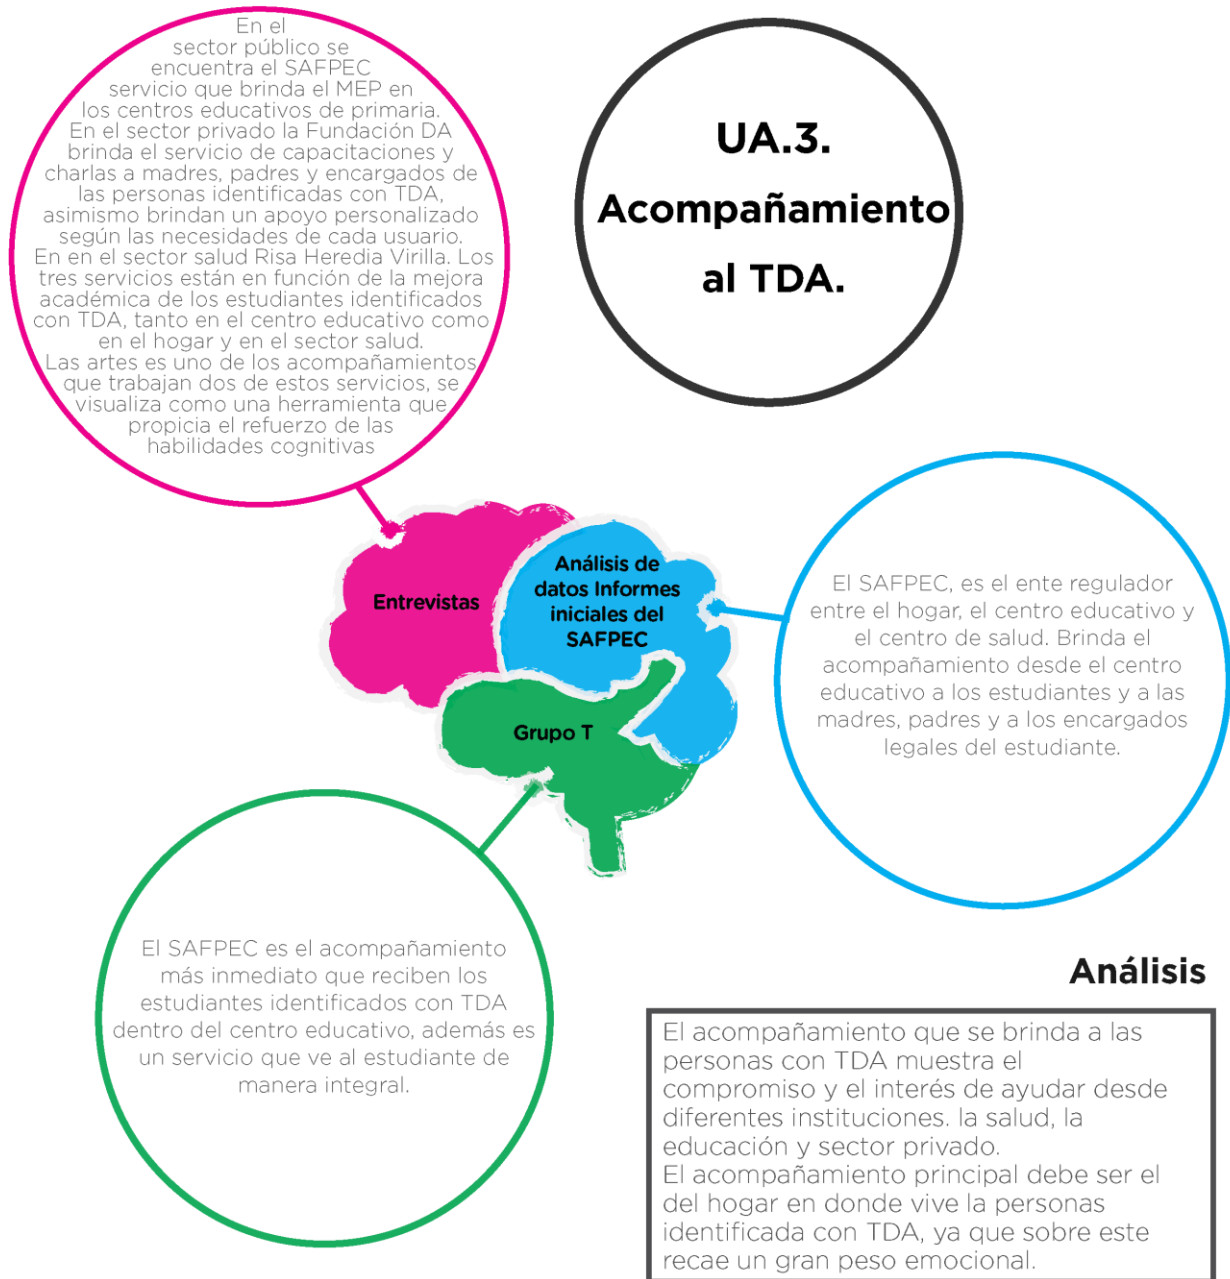 En el
sector público se
encuentra el SAFPEC
servicio que brinda el MEP en
los centros educativos de primaria.
En el sector privado la Fundación DA
brinda el servicio de capacitaciones y
charlas a madres, padres y encargados de
las personas identificadas con TDA,
asimismo brindan un apoyo personalizado
según las necesidades de cada usuario.
En en el sector salud Risa Heredia Virilla. Los
tres servicios están en función de la mejora
académica de los estudiantes identificados
con TDA, tanto en el centro educativo como
en el hogar y en el sector salud.
Las artes es uno de los acompañamientos
que trabajan dos de estos servicios, se
visualiza como una herramienta que
propicia el refuerzo de las
habilidades cognitivas
UA.3.
Acompañamiento
al TDA.
Entrevistas
Análisis de
datos Informes
iniciales del
SAFPEC
Grupo T
El SAFPEC, es el ente regulador
entre el hogar, el centro educativo y
el centro de salud. Brinda el
acompañamiento desde el centro
educativo a los estudiantes y a las
madres, padres y a los encargados
legales del estudiante.
El SAFPEC es el acompañamiento
más inmediato que reciben los
estudiantes identificados con TDA
dentro del centro educativo, además es
un servicio que ve al estudiante de
manera integral.
Análisis
El acompañamiento que se brinda a las
personas con TDA muestra el
compromiso y el interés de ayudar desde
diferentes instituciones. la salud, la
educación y sector privado.
El acompañamiento principal debe ser el
del hogar en donde vive la personas
identificada con TDA, ya que sobre este
recae un gran peso emocional.